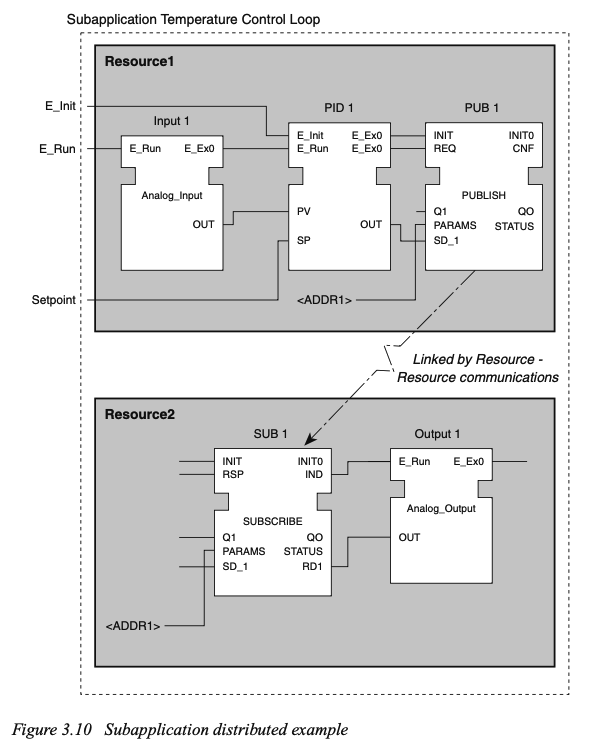 Subapplication Temperature Control Loop
Resource1
E_Init
E_Run
Input 1
E_Run E_Ex0
Analog_Input
OUT
PID 1
E_Init E_Ex0
E_Run E_Ex0
PV
OUT
SP
PUB 1
INIT INIT0
REQ CNF
PUBLISH
Q1 QO
PARAMS STATUS
SD_1
Setpoint
<ADDR1>
Linked by Resource -
Resource communications
Resource2
SUB 1
INIT INIT0
RSP IND
SUBSCRIBE
Q1 QO
PARAMS STATUS
SD_1 RD1
Output 1
E_Run E_Ex0
Analog_Output
OUT
<ADDR1>
Figure 3.10 Subapplication distributed example